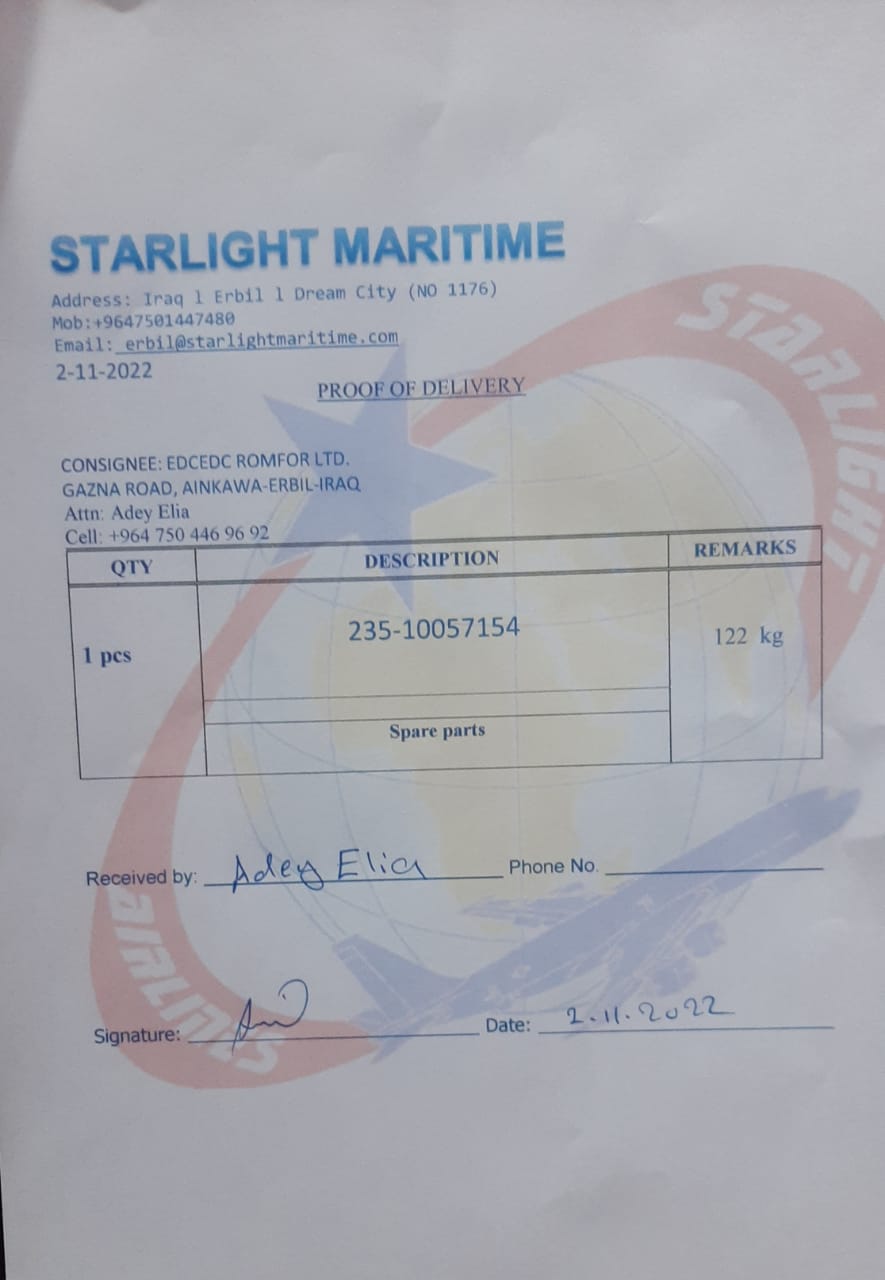 STARLIGHT MARITIME
Address: Iraq l Erbil l Dream City (NO 1176)
Mob:+9647501447480
Email: erbil@starlightmaritime.com
2-11-2022
PROOF OF DELIVERY
CONSIGNEE: EDCEDC ROMFOR LTD.
GAZNA ROAD, AINKAWA-ERBIL-IRAQ
Attn: Adey Elia
Cell: +964 750 446 96 92
QTY DESCRIPTION REMARKS
1 pcs 235-10057154 122 kg
Spare parts
Received by: Adey Elia Phone No.
Signature: Date: 2.11.2022
STARLIGHT
AIRLINES